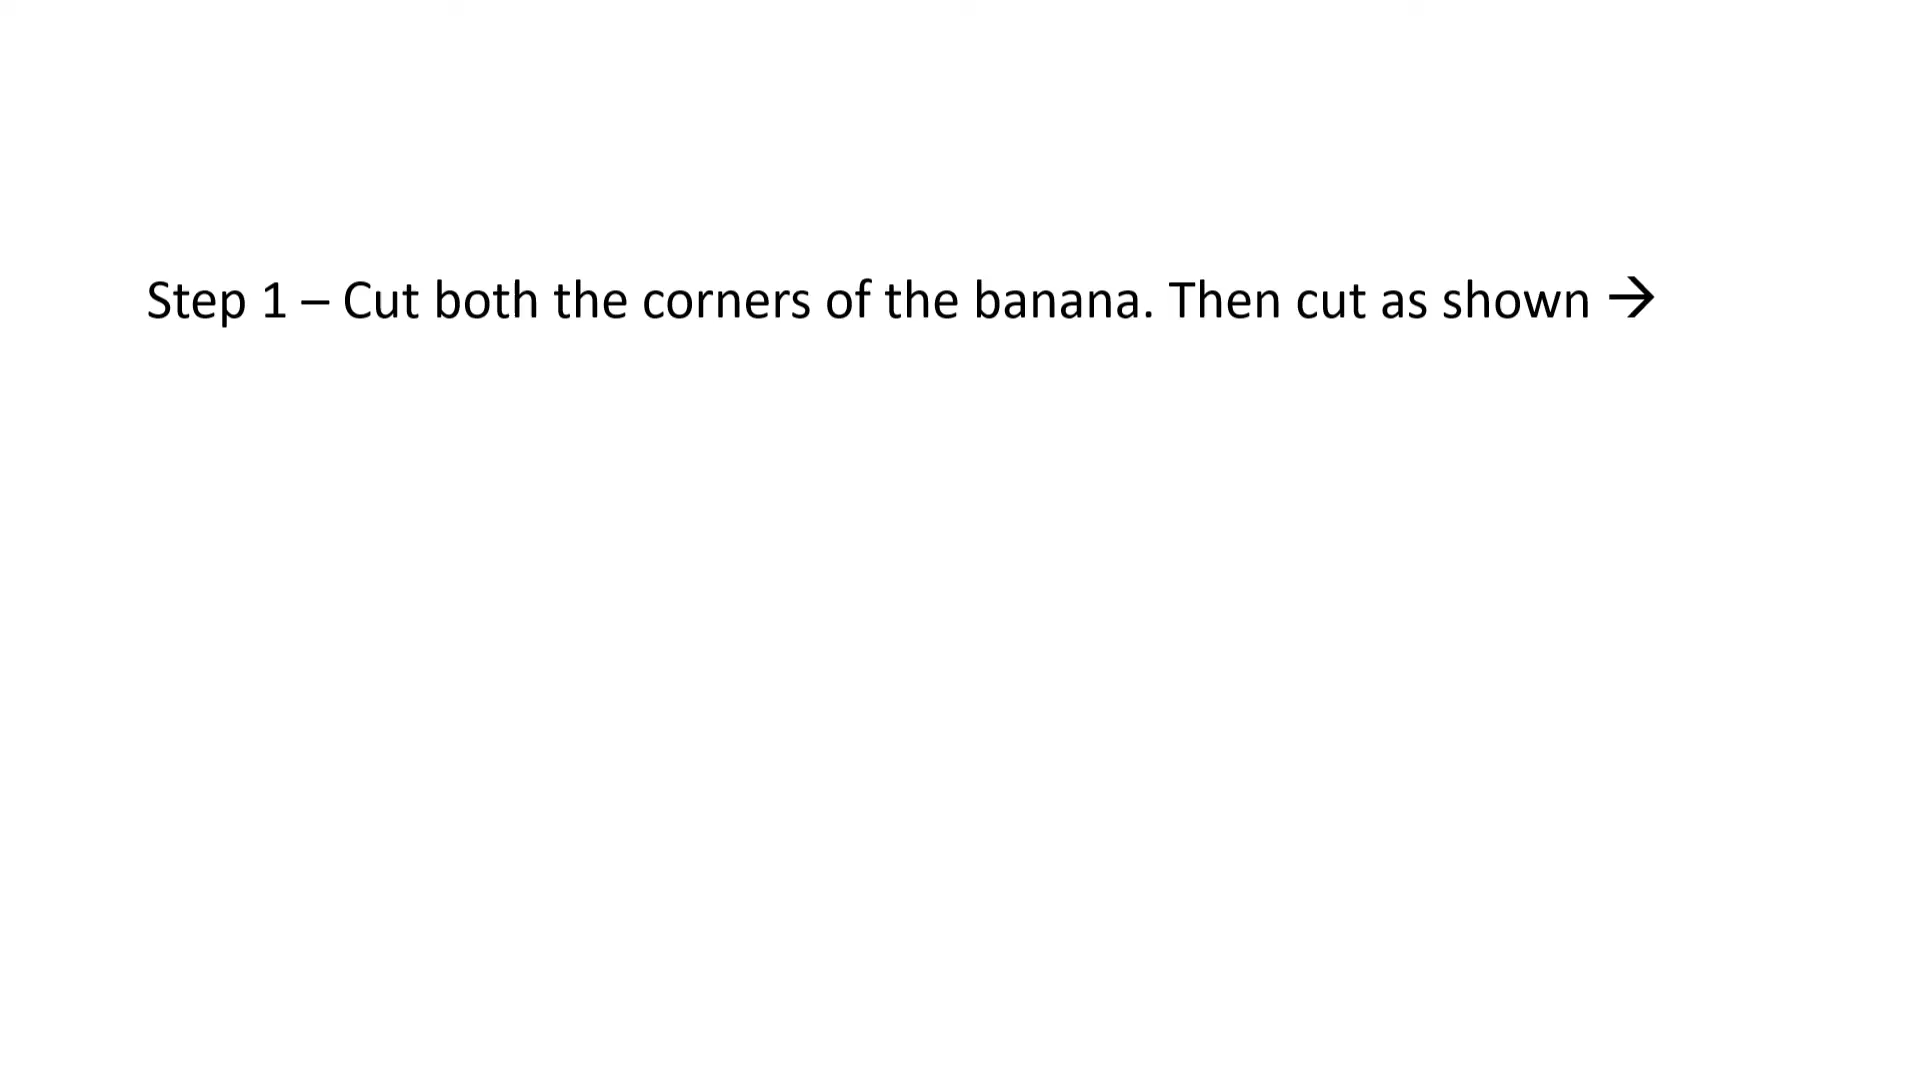 Step 1 – Cut both the corners of the banana. Then cut as shown →